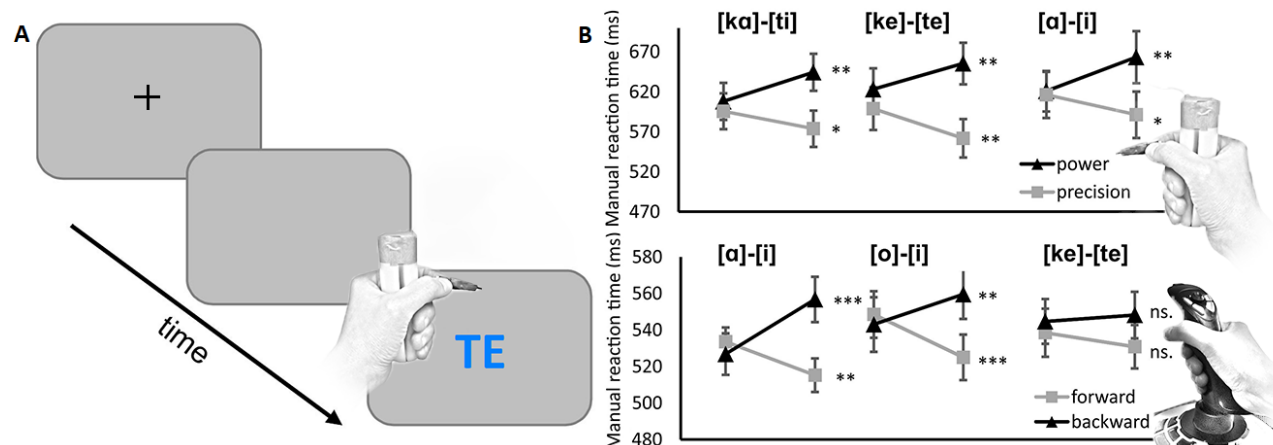 A
+
time
TE
B
Manual reaction time (ms)
[kɑ]-[ti]
[ke]-[te]
[ɑ]-[i]
670
620
570
520
470
**
*
**
**
**
*
power
precision
Manual reaction time (ms)
[ɑ]-[i]
[o]-[i]
[ke]-[te]
580
560
540
520
500
480
***
**
**
***
ns.
ns.
forward
backward